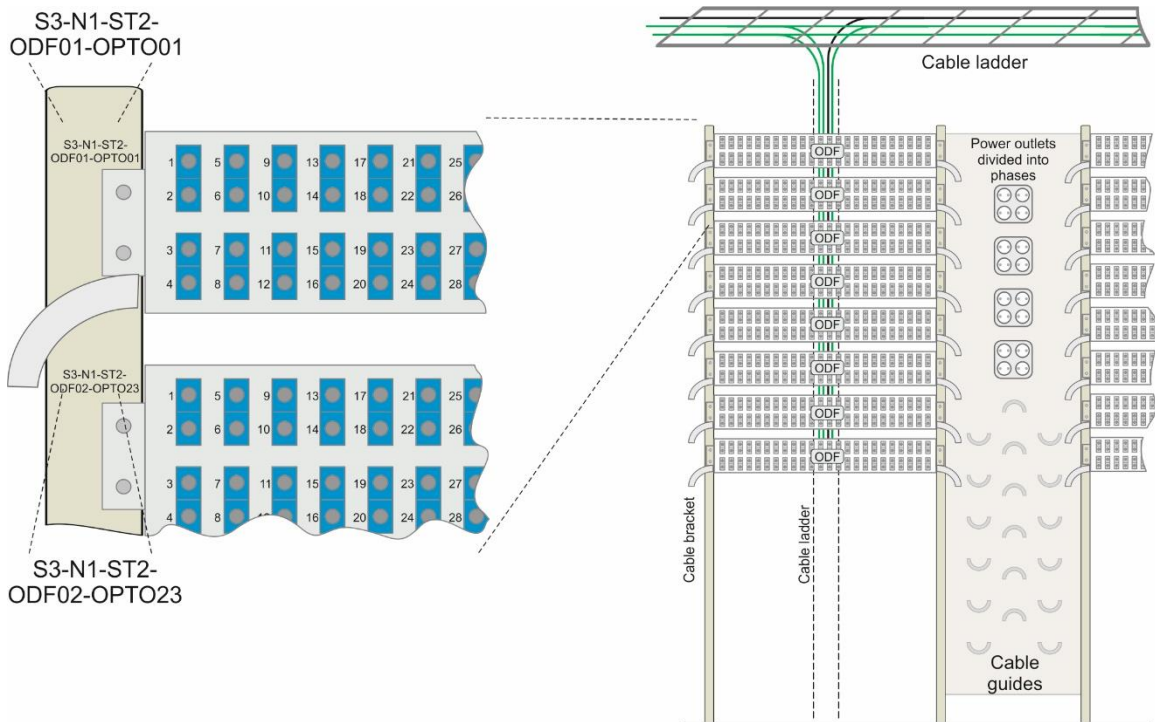 S3-N1-ST2-
ODF01-OPTO01
S3-N1-ST2-
ODF01-OPTO01
1 5 9 13 17 21 25
2 6 10 14 18 22 26
3 7 11 15 19 23 27
4 8 12 16 20 24 28
S3-N1-ST2-
ODF02-OPTO23
1 5 9 13 17 21 25
2 6 10 14 18 22 26
3 7 11 15 19 23 27
4 8 16 20 24 28
S3-N1-ST2-
ODF02-OPTO23
Cable ladder
ODF
ODF
ODF
ODF
ODF
ODF
ODF
ODF
Power outlets
divided into
phases
Cable bracket
Cable ladder
Cable
guides